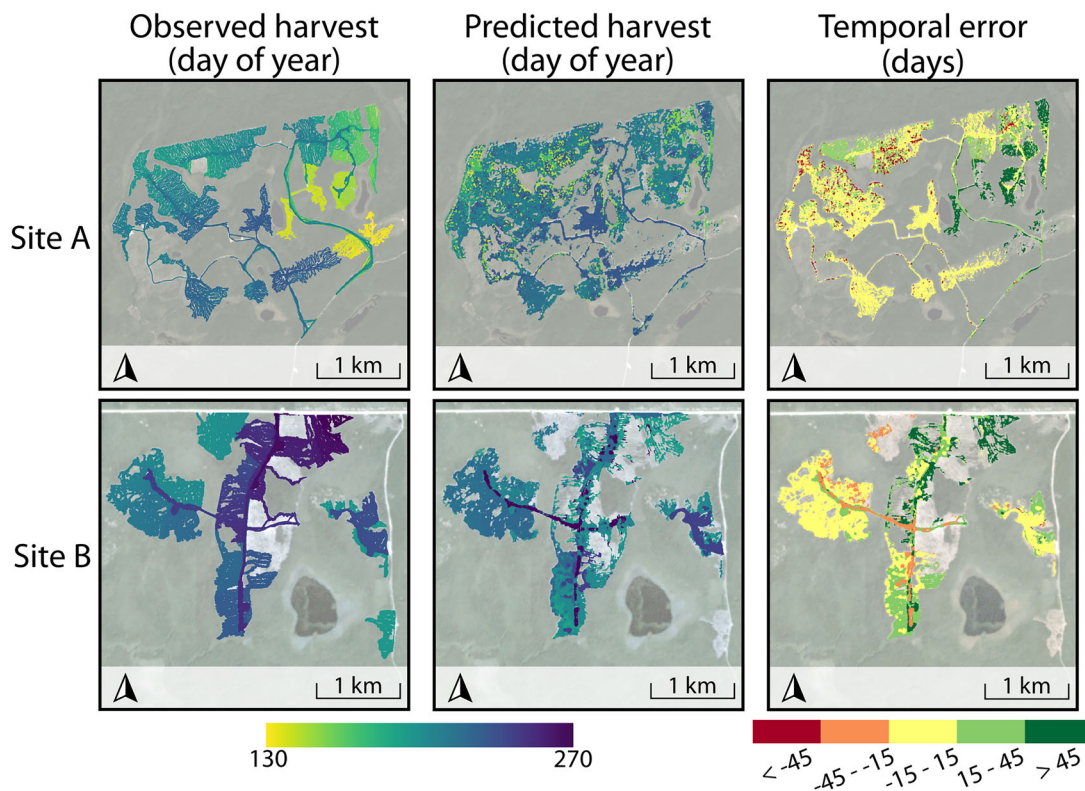 Observed harvest
(day of year)
Predicted harvest
(day of year)
Temporal error
(days)
Site A
1 km
1 km
1 km
Site B
1 km
1 km
1 km
130
270
< -45
-45 - -15
-15 - 15
15 - 45
> 45